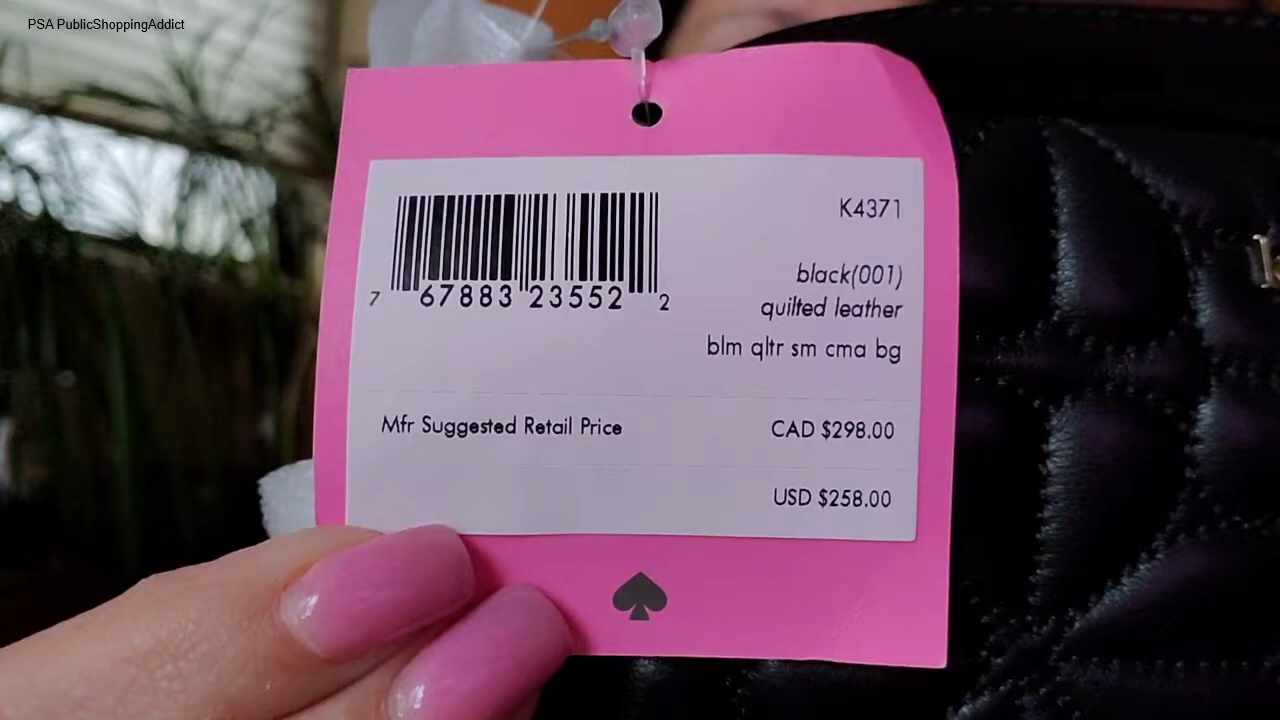 PSA PublicShoppingAddict
K4371
7 67883 23552 2
black(001)
quilted leather
blm qltr sm cma bg
Mfr Suggested Retail Price CAD $298.00
USD $258.00